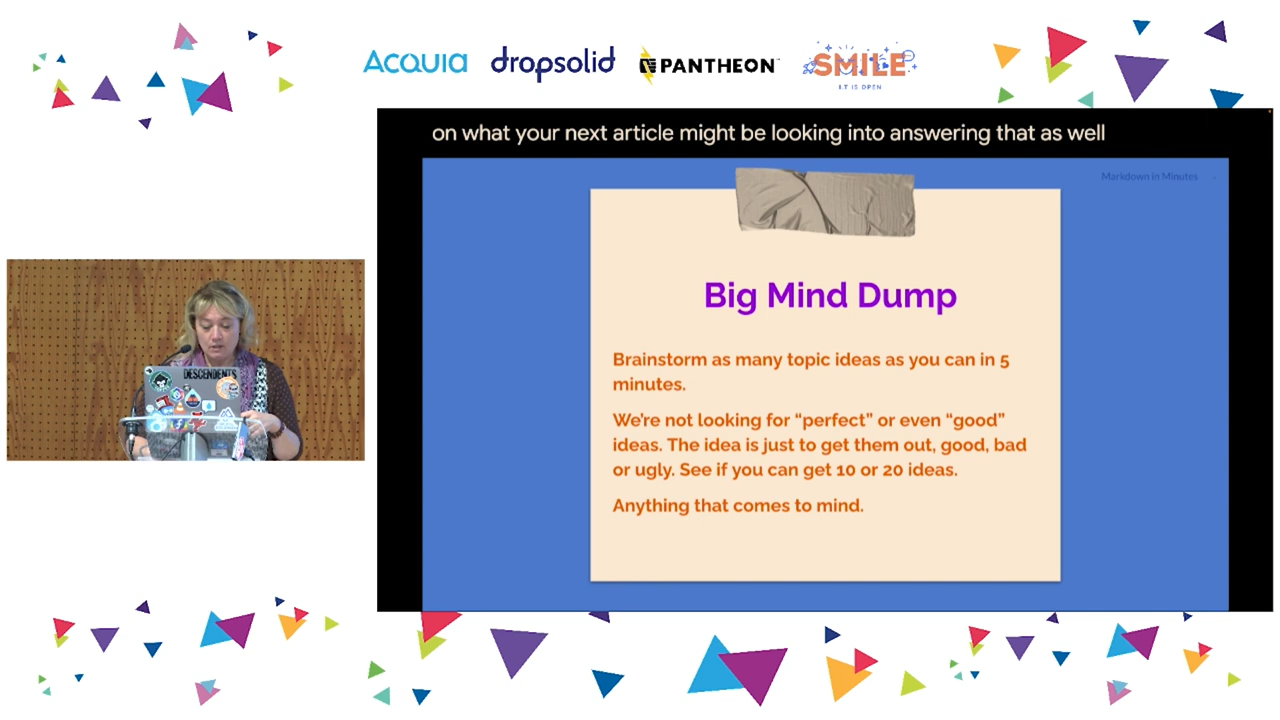 Acquia
dropsolid
PANTHEON
SMILE
I.T IS OPEN
on what your next article might be looking into answering that as well
Markdown in Minutes
Big Mind Dump
Brainstorm as many topic ideas as you can in 5
minutes.
We're not looking for “perfect” or even “good”
ideas. The idea is just to get them out, good, bad
or ugly. See if you can get 10 or 20 ideas.
Anything that comes to mind.
DESCENDENTS